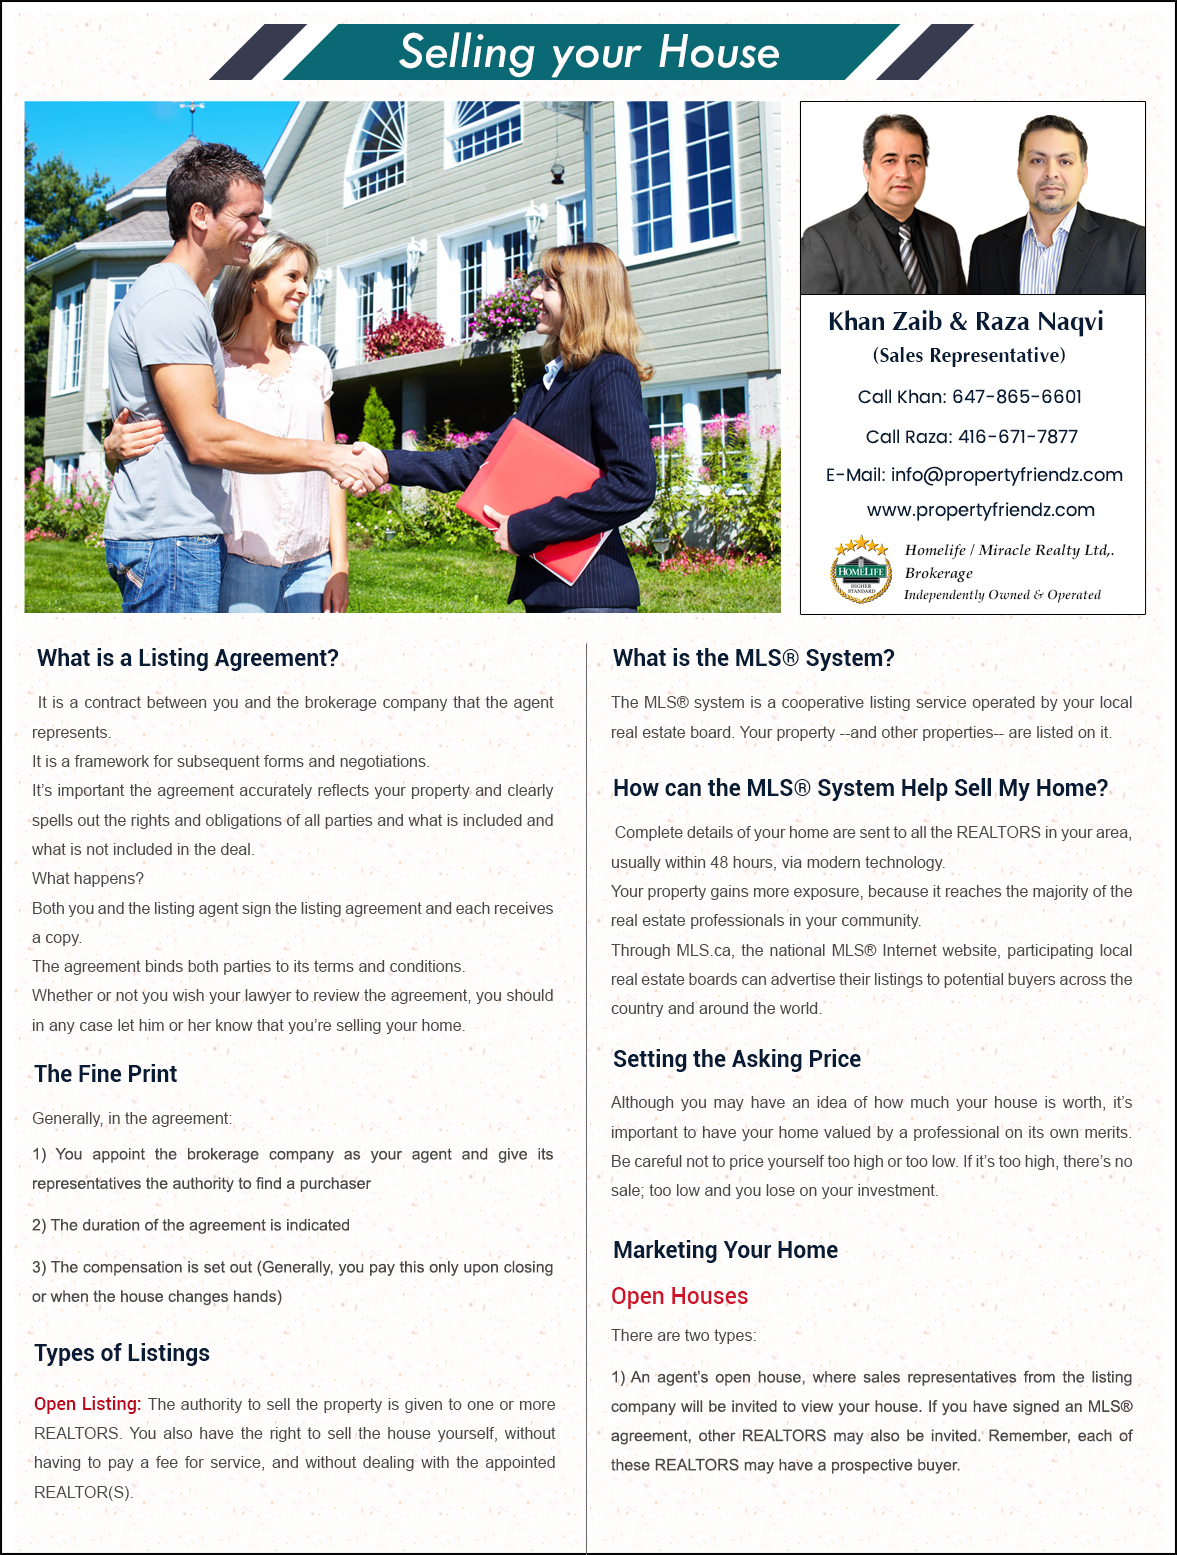 Selling your House
Khan Zaib & Raza Naqvi
(Sales Representative)
Call Khan: 647-865-6601
Call Raza: 416-671-7877
E-Mail: info@propertyfriendz.com
www.propertyfriendz.com
HOMELIFE
HIGHER
STANDARD
Homelife / Miracle Realty Ltd,.
Brokerage
Independently Owned & Operated
What is a Listing Agreement?
It is a contract between you and the brokerage company that the agent
represents.
It is a framework for subsequent forms and negotiations.
It’s important the agreement accurately reflects your property and clearly
spells out the rights and obligations of all parties and what is included and
what is not included in the deal.
What happens?
Both you and the listing agent sign the listing agreement and each receives
a copy.
The agreement binds both parties to its terms and conditions.
Whether or not you wish your lawyer to review the agreement, you should
in any case let him or her know that you’re selling your home.
The Fine Print
Generally, in the agreement:
1) You appoint the brokerage company as your agent and give its
representatives the authority to find a purchaser
2) The duration of the agreement is indicated
3) The compensation is set out (Generally, you pay this only upon closing
or when the house changes hands)
Types of Listings
Open Listing: The authority to sell the property is given to one or more
REALTORS. You also have the right to sell the house yourself, without
having to pay a fee for service, and without dealing with the appointed
REALTOR(S).
What is the MLS® System?
The MLS® system is a cooperative listing service operated by your local
real estate board. Your property --and other properties-- are listed on it.
How can the MLS® System Help Sell My Home?
Complete details of your home are sent to all the REALTORS in your area,
usually within 48 hours, via modern technology.
Your property gains more exposure, because it reaches the majority of the
real estate professionals in your community.
Through MLS.ca, the national MLS® Internet website, participating local
real estate boards can advertise their listings to potential buyers across the
country and around the world.
Setting the Asking Price
Although you may have an idea of how much your house is worth, it’s
important to have your home valued by a professional on its own merits.
Be careful not to price yourself too high or too low. If it’s too high, there’s no
sale; too low and you lose on your investment.
Marketing Your Home
Open Houses
There are two types:
1) An agent’s open house, where sales representatives from the listing
company will be invited to view your house. If you have signed an MLS®
agreement, other REALTORS may also be invited. Remember, each of
these REALTORS may have a prospective buyer.